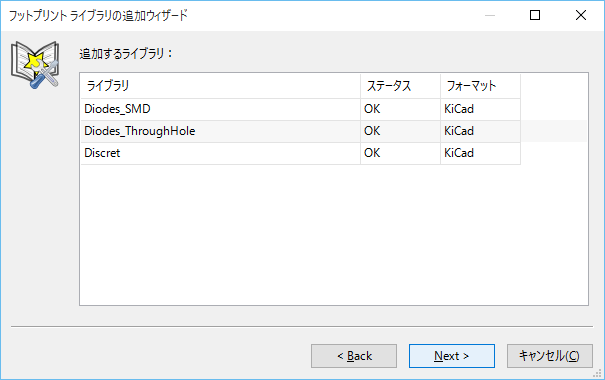 フットプリント ライブラリの追加ウィザード
追加するライブラリ：
ライブラリ ステータス フォーマット
Diodes_SMD OK KiCad
Diodes_ThroughHole OK KiCad
Discret OK KiCad
< Back Next > キャンセル(C)